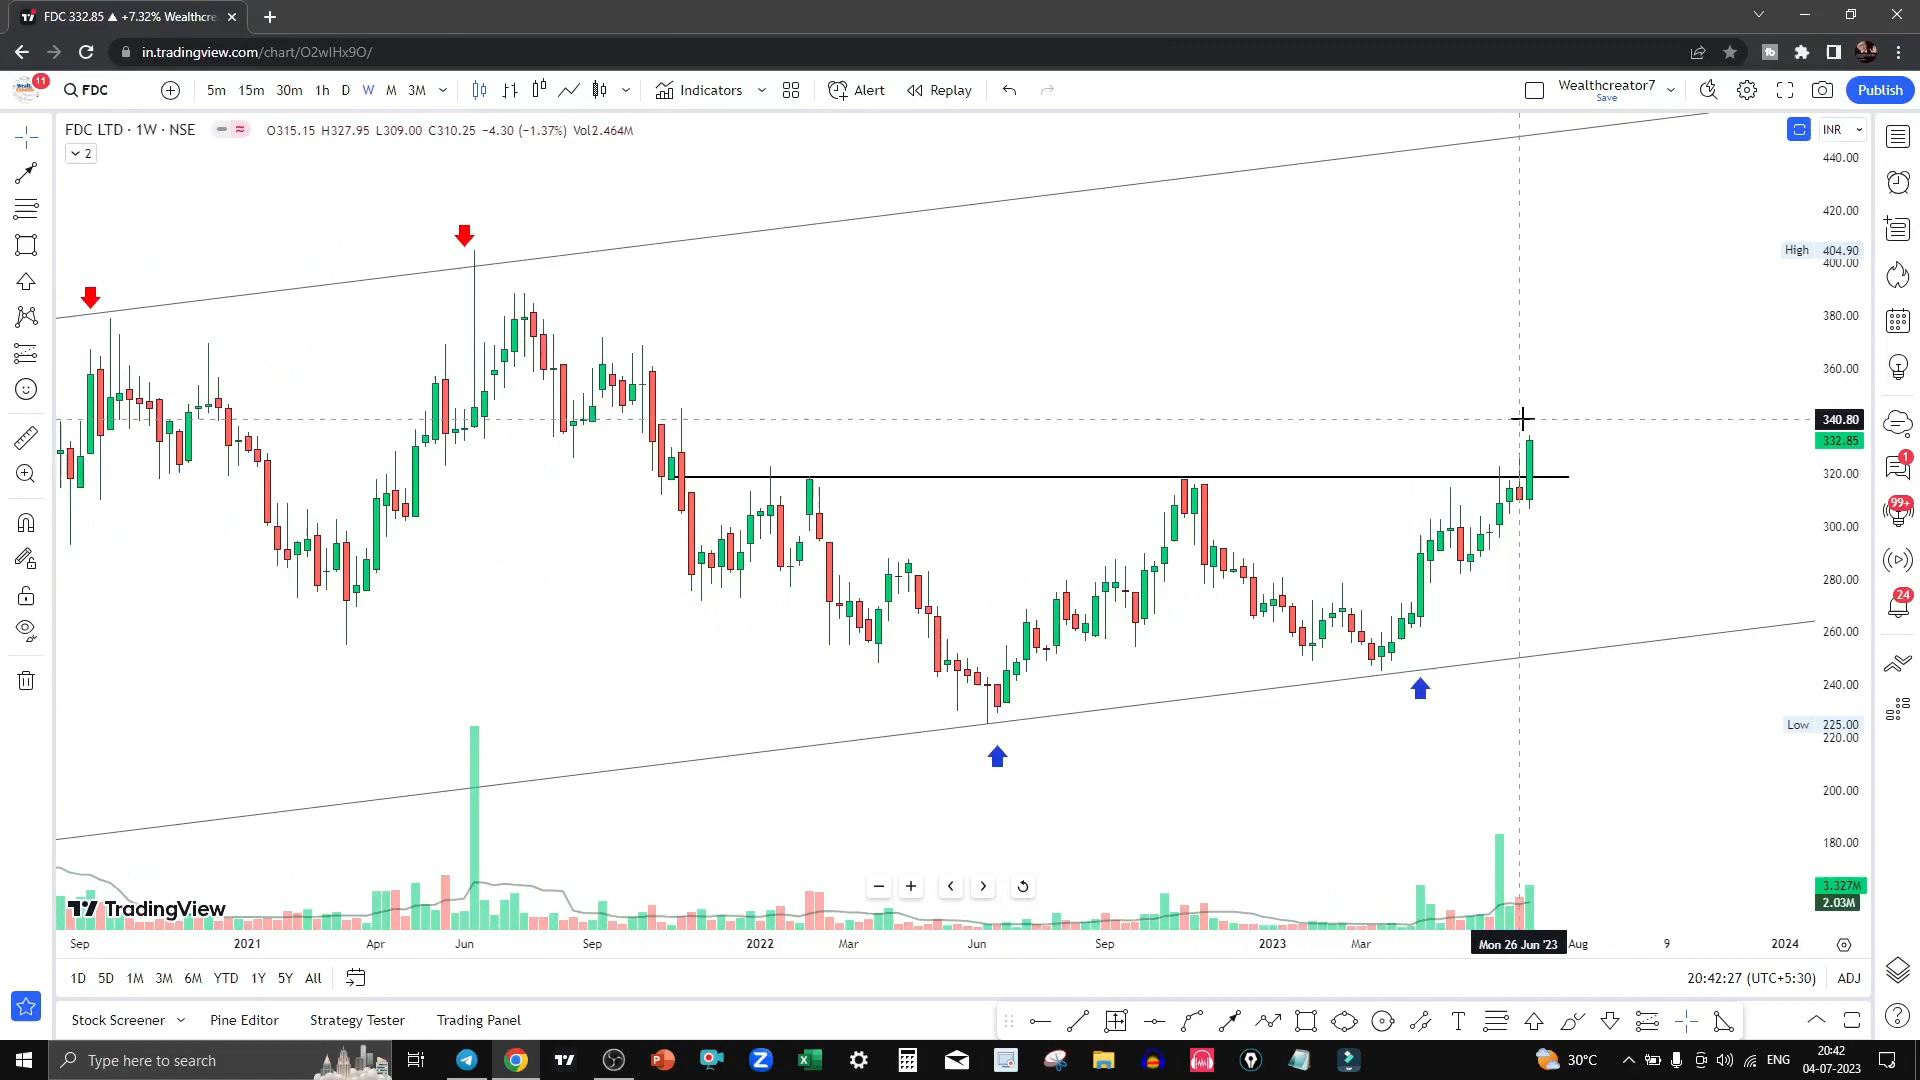 FDC 332.85 ▲ +7.32% Wealthcre
in.tradingview.com/chart/O2wIHx9O/
11 FDC 5m 15m 30m 1h D W M 3M Indicators Alert Replay Wealthcreator7 Publish
Save
FDC LTD · 1W · NSE O315.15 H327.95 L309.00 C310.25 −4.30 (−1.37%) Vol2.464M INR
2
440.00
420.00
High 404.90
400.00
380.00
360.00
340.80
332.85
320.00
300.00
280.00
260.00
240.00
Low 225.00
220.00
200.00
180.00
3.327M
2.03M
1
99+
24
TradingView
Sep 2021 Apr Jun Sep 2022 Mar Jun Sep 2023 Mar Mon 26 Jun '23 Aug 9 2024
1D 5D 1M 3M 6M YTD 1Y 5Y All 20:42:27 (UTC+5:30) ADJ
Stock Screener Pine Editor Strategy Tester Trading Panel
Type here to search 30°C ENG 20:42
04-07-2023